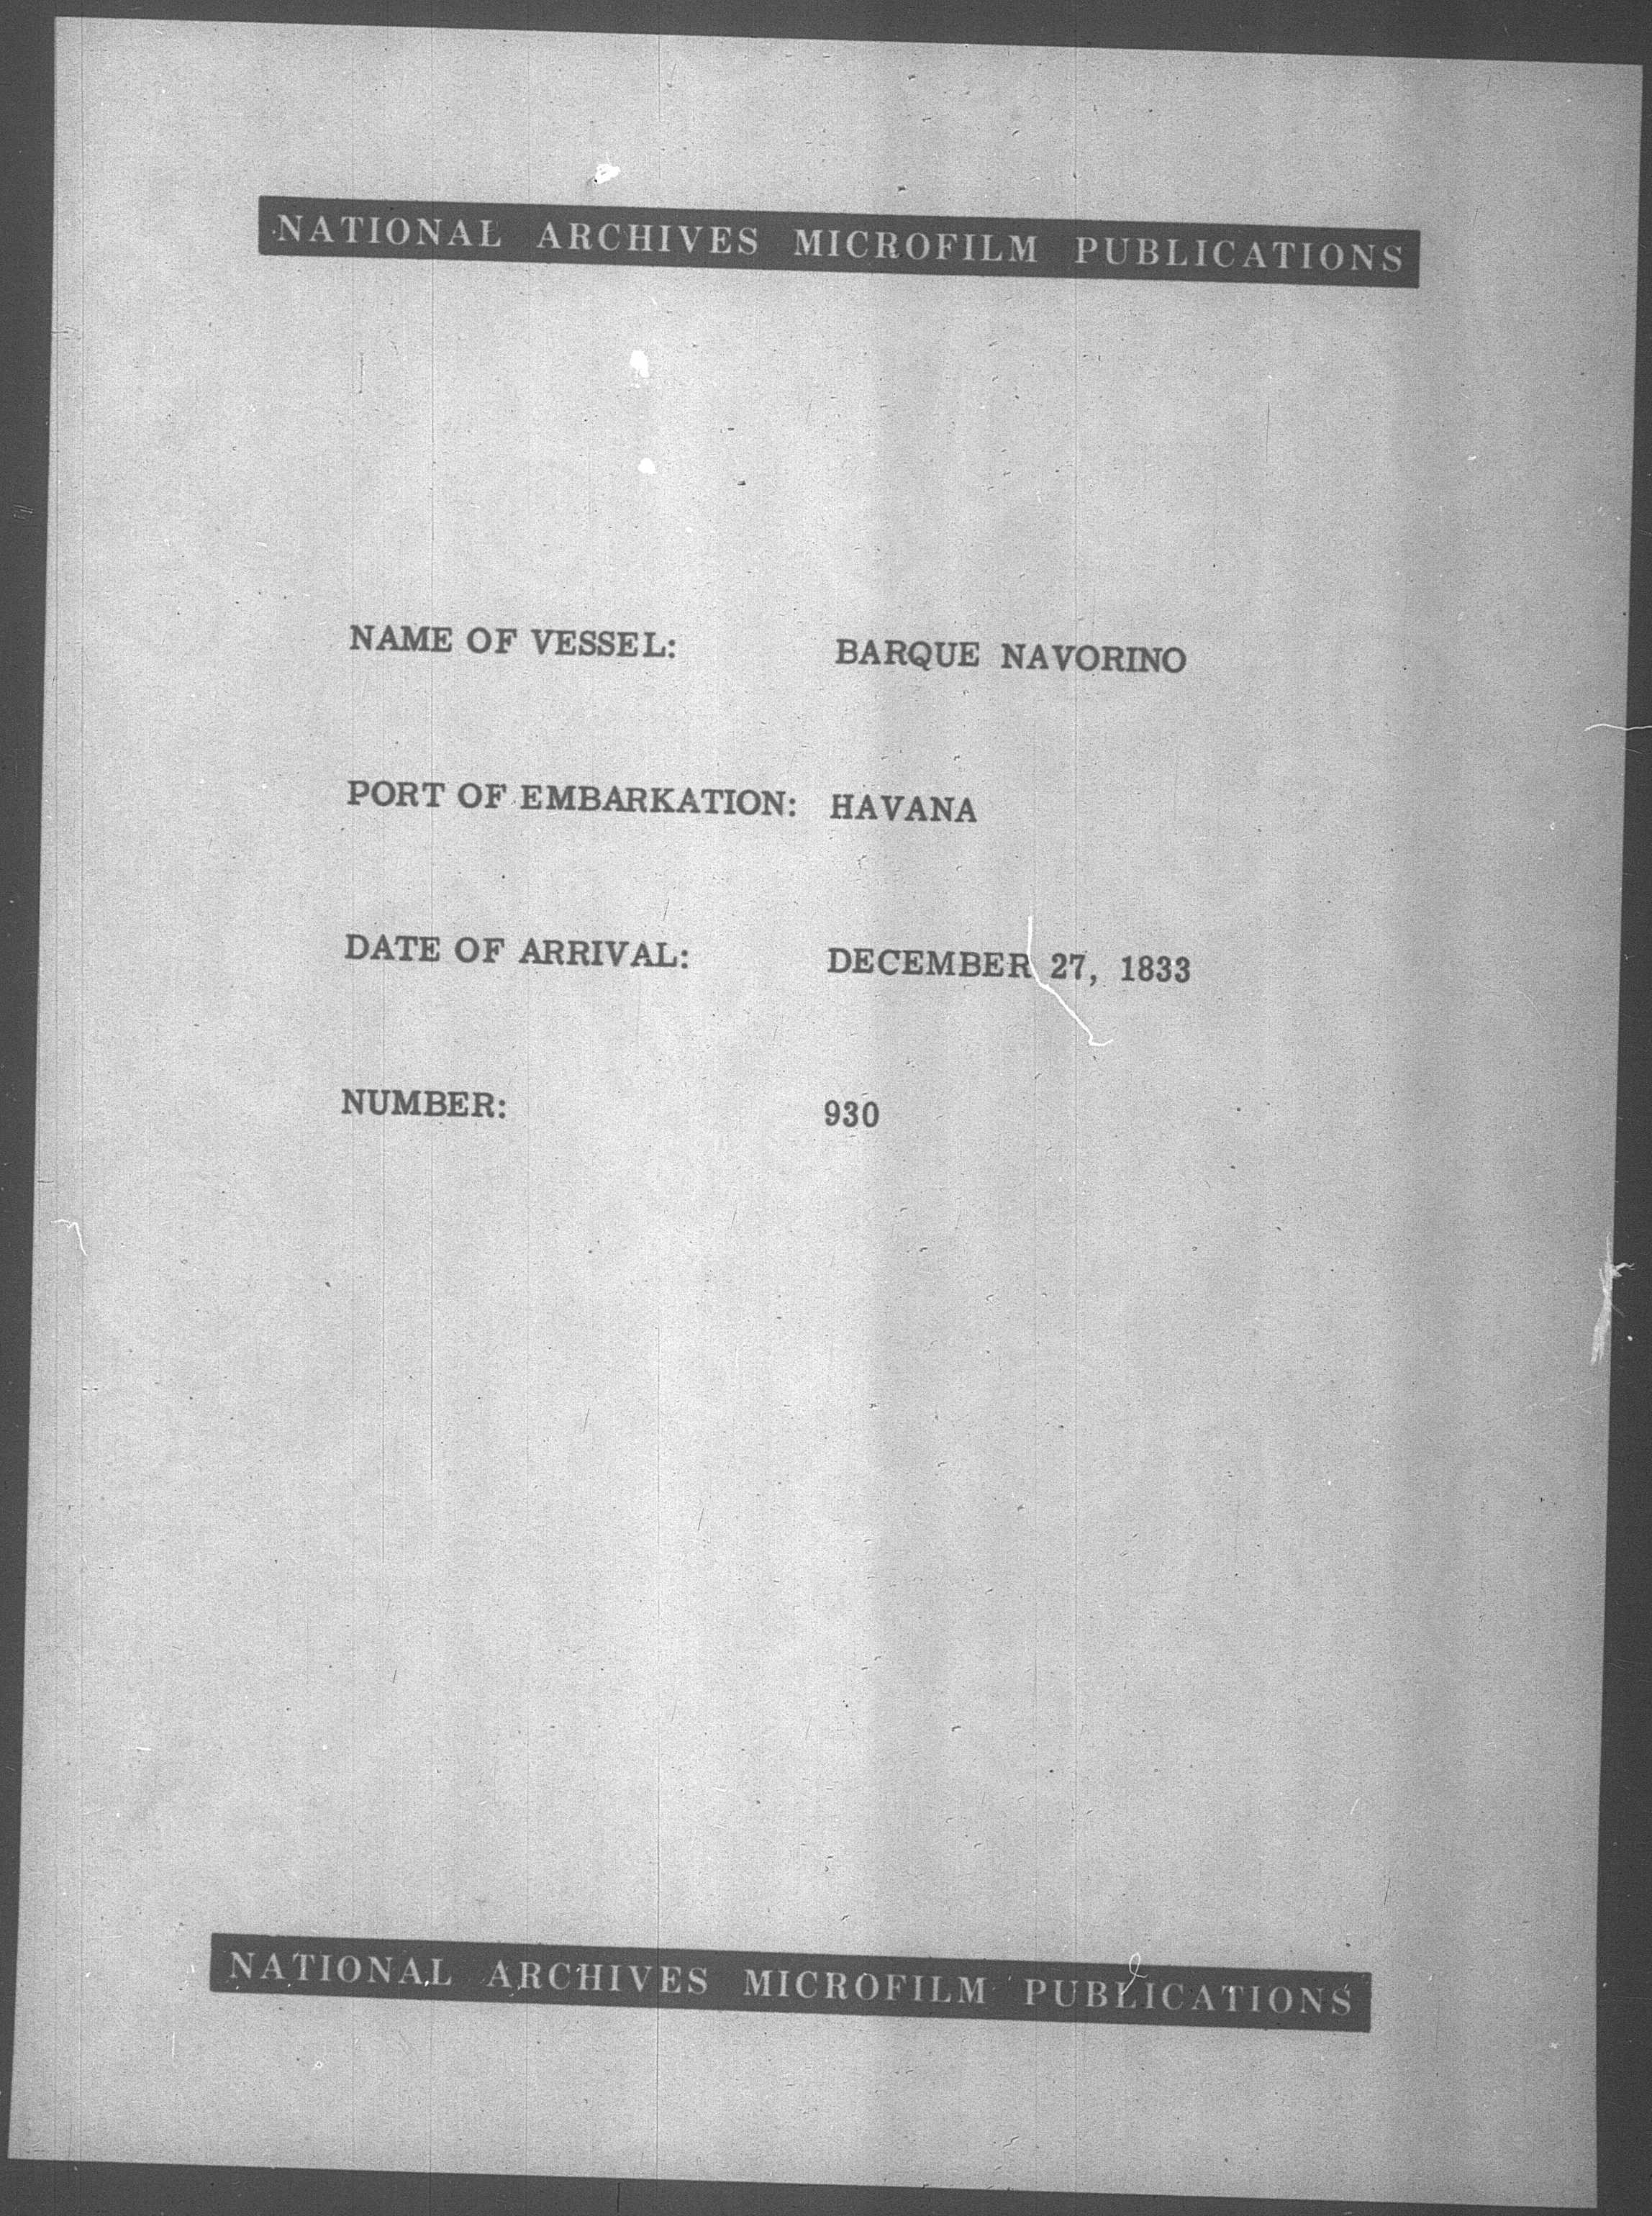 NATIONAL ARCHIVES MICROFILM PUBLICATIONS
NAME OF VESSEL: BARQUE NAVORINO
PORT OF EMBARKATION: HAVANA
DATE OF ARRIVAL: DECEMBER 27, 1833
NUMBER: 930
NATIONAL ARCHIVES MICROFILM PUBLICATIONS